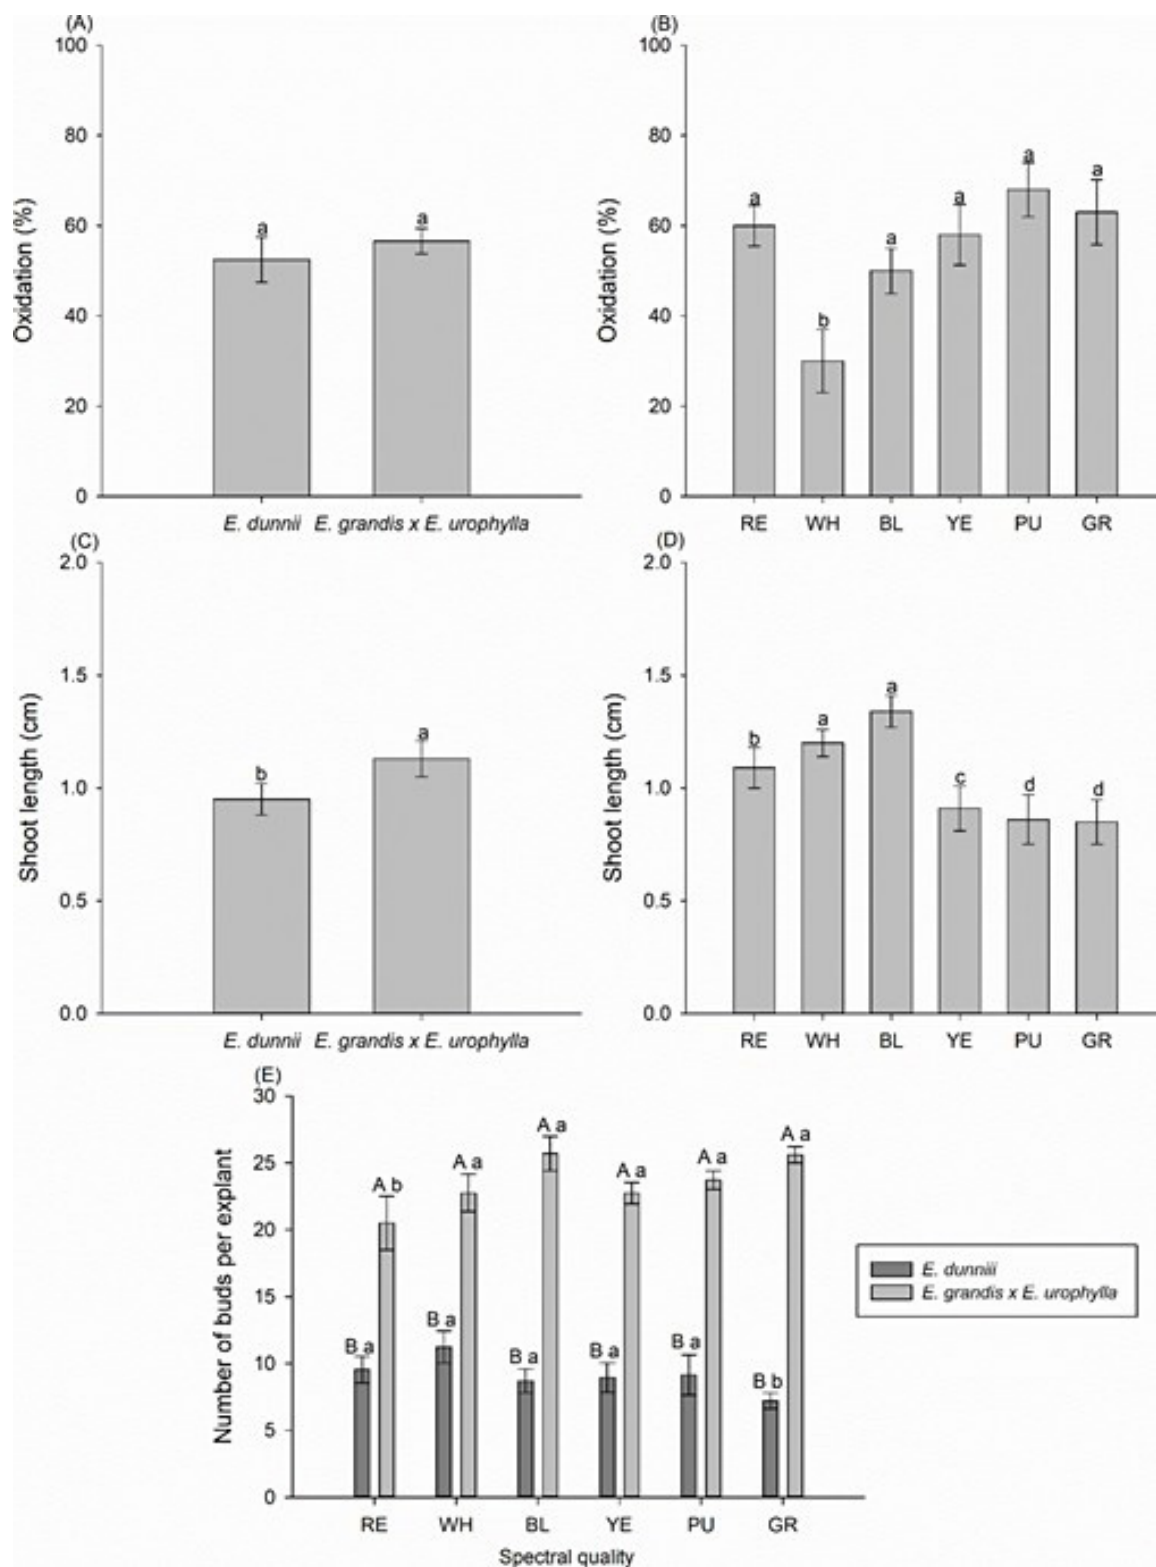 (A)
100
80
60
40
20
0
Oxidation (%)
a
a
E. dunnii E. grandis x E. urophylla
(B)
100
80
60
40
20
0
Oxidation (%)
a
b
a
a
a
a
RE WH BL YE PU GR
(C)
2.0
1.5
1.0
0.5
0.0
Shoot length (cm)
b
a
E. dunnii E. grandis x E. urophylla
(D)
2.0
1.5
1.0
0.5
0.0
Shoot length (cm)
b
a
a
c
d
d
RE WH BL YE PU GR
(E)
30
25
20
15
10
5
0
Number of buds per explant
B a
A b
B a
A a
B a
A a
B a
A a
B a
A a
B b
A a
RE WH BL YE PU GR
Spectral quality
E. dunniii
E. grandis x E. urophylla